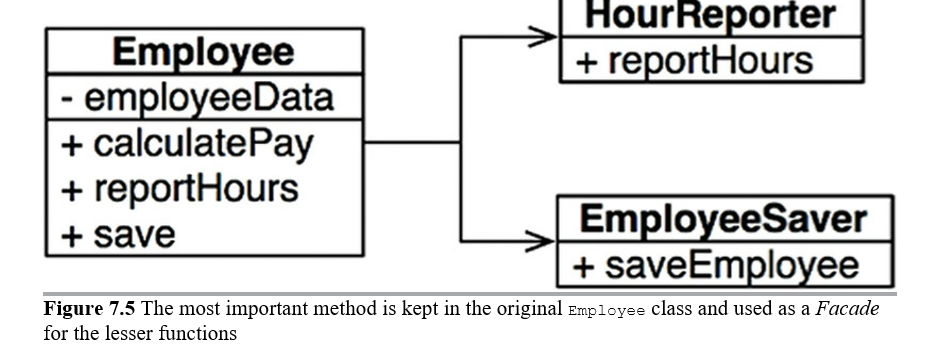 HourReporter
+ reportHours
Employee
- employeeData
+ calculatePay
+ reportHours
+ save
EmployeeSaver
+ saveEmployee
Figure 7.5 The most important method is kept in the original Employee class and used as a Facade
for the lesser functions